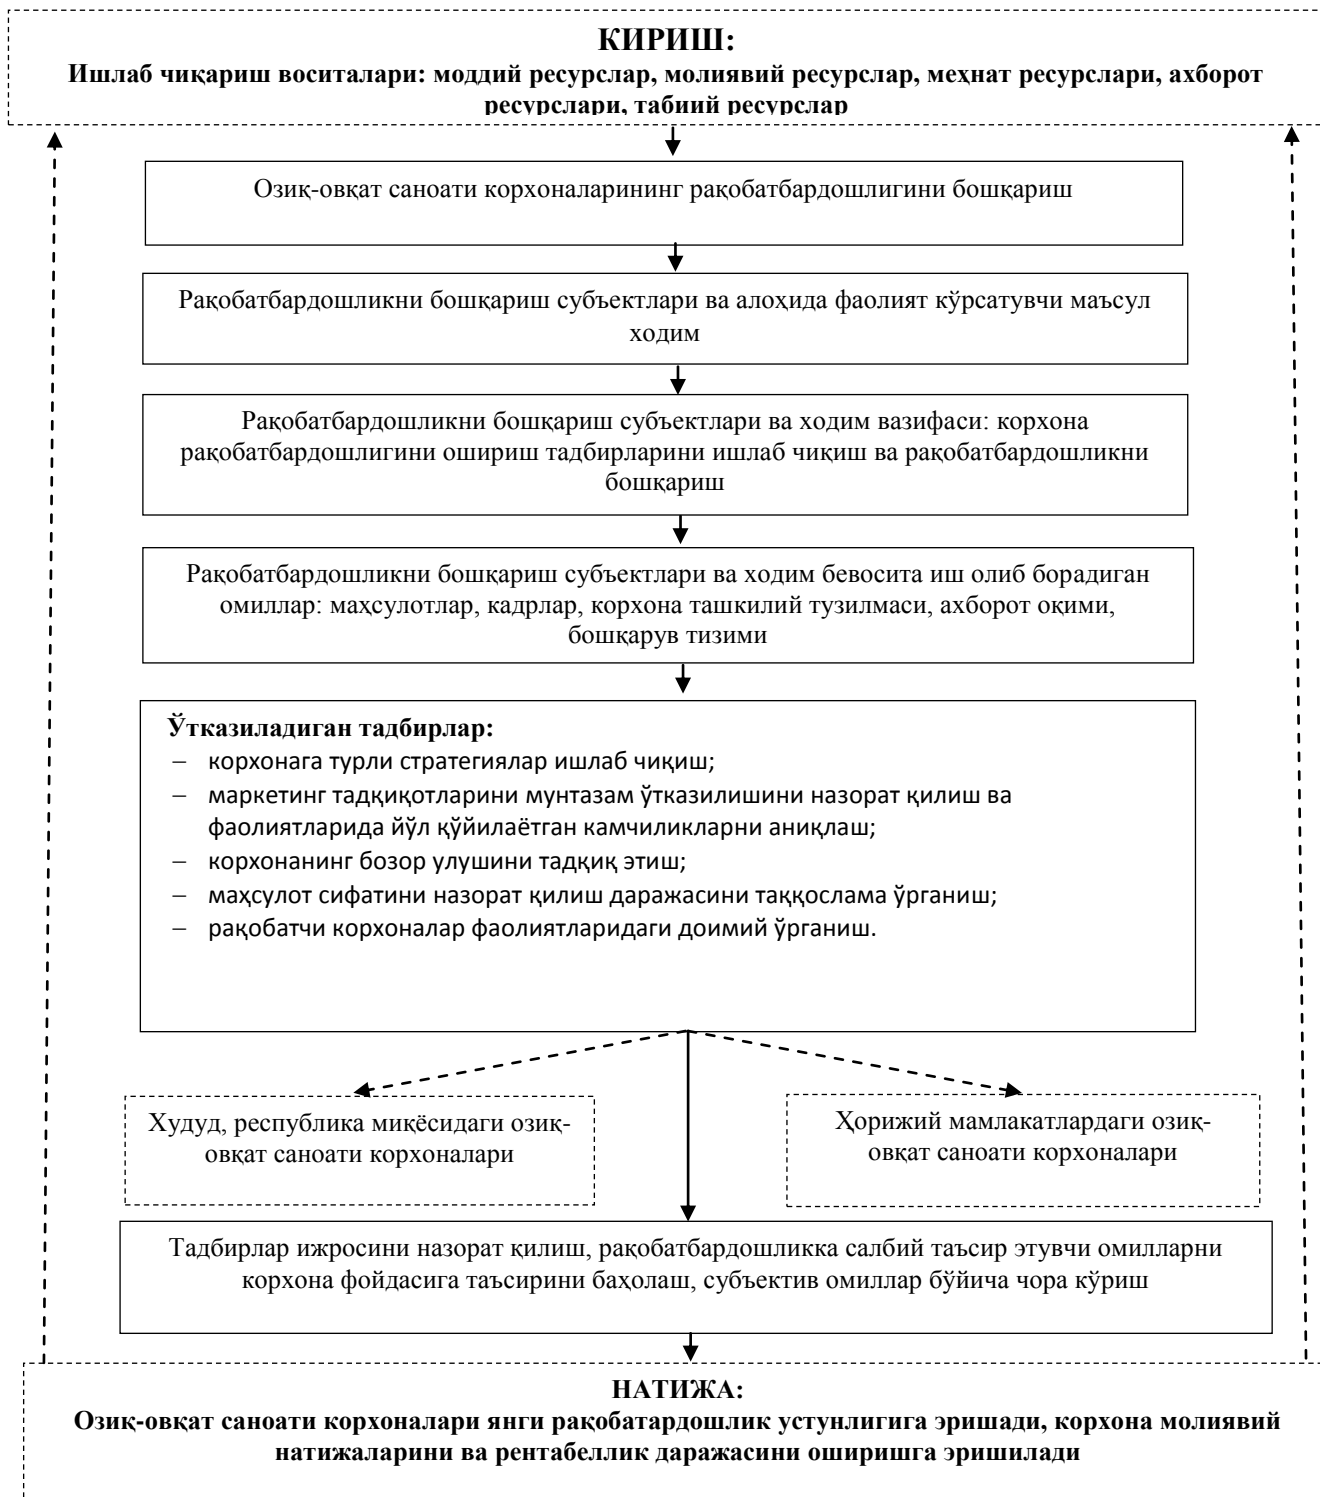 КИРИШ:
Ишлаб чиқариш воситалари: моддий ресурслар, молиявий ресурслар, меҳнат ресурслари, ахборот
ресурслари, табиий ресурслар
Озиқ-овқат саноати корхоналарининг рақобатбардошлигини бошқариш
Рақобатбардошликни бошқариш субъектлари ва алоҳида фаолият кўрсатувчи маъсул
ходим
Рақобатбардошликни бошқариш субъектлари ва ходим вазифаси: корхона
рақобатбардошлигини ошириш тадбирларини ишлаб чиқиш ва рақобатбардошликни
бошқариш
Рақобатбардошликни бошқариш субъектлари ва ходим бевосита иш олиб борадиган
омиллар: маҳсулотлар, кадрлар, корхона ташкилий тузилмаси, ахборот оқими,
бошқарув тизими
Ўтказиладиган тадбирлар:
– корхонага турли стратегиялар ишлаб чиқиш;
– маркетинг тадқиқотларини мунтазам ўтказилишини назорат қилиш ва
фаолиятларида йўл қўйилаётган камчиликларни аниқлаш;
– корхонанинг бозор улушини тадқиқ этиш;
– маҳсулот сифатини назорат қилиш даражасини таққослама ўрганиш;
– рақобатчи корхоналар фаолиятларидаги доимий ўрганиш.
Худуд, республика миқёсидаги озиқ-
овқат саноати корхоналари
Ҳорижий мамлакатлардаги озиқ-
овқат саноати корхоналари
Тадбирлар ижросини назорат қилиш, рақобатбардошликка салбий таъсир этувчи омилларни
корхона фойдасига таъсирини баҳолаш, субъектив омиллар бўйича чора кўриш
НАТИЖА:
Озиқ-овқат саноати корхоналари янги рақобатардошлик устунлигига эришади, корхона молиявий
натижаларини ва рентабеллик даражасини оширишга эришилади